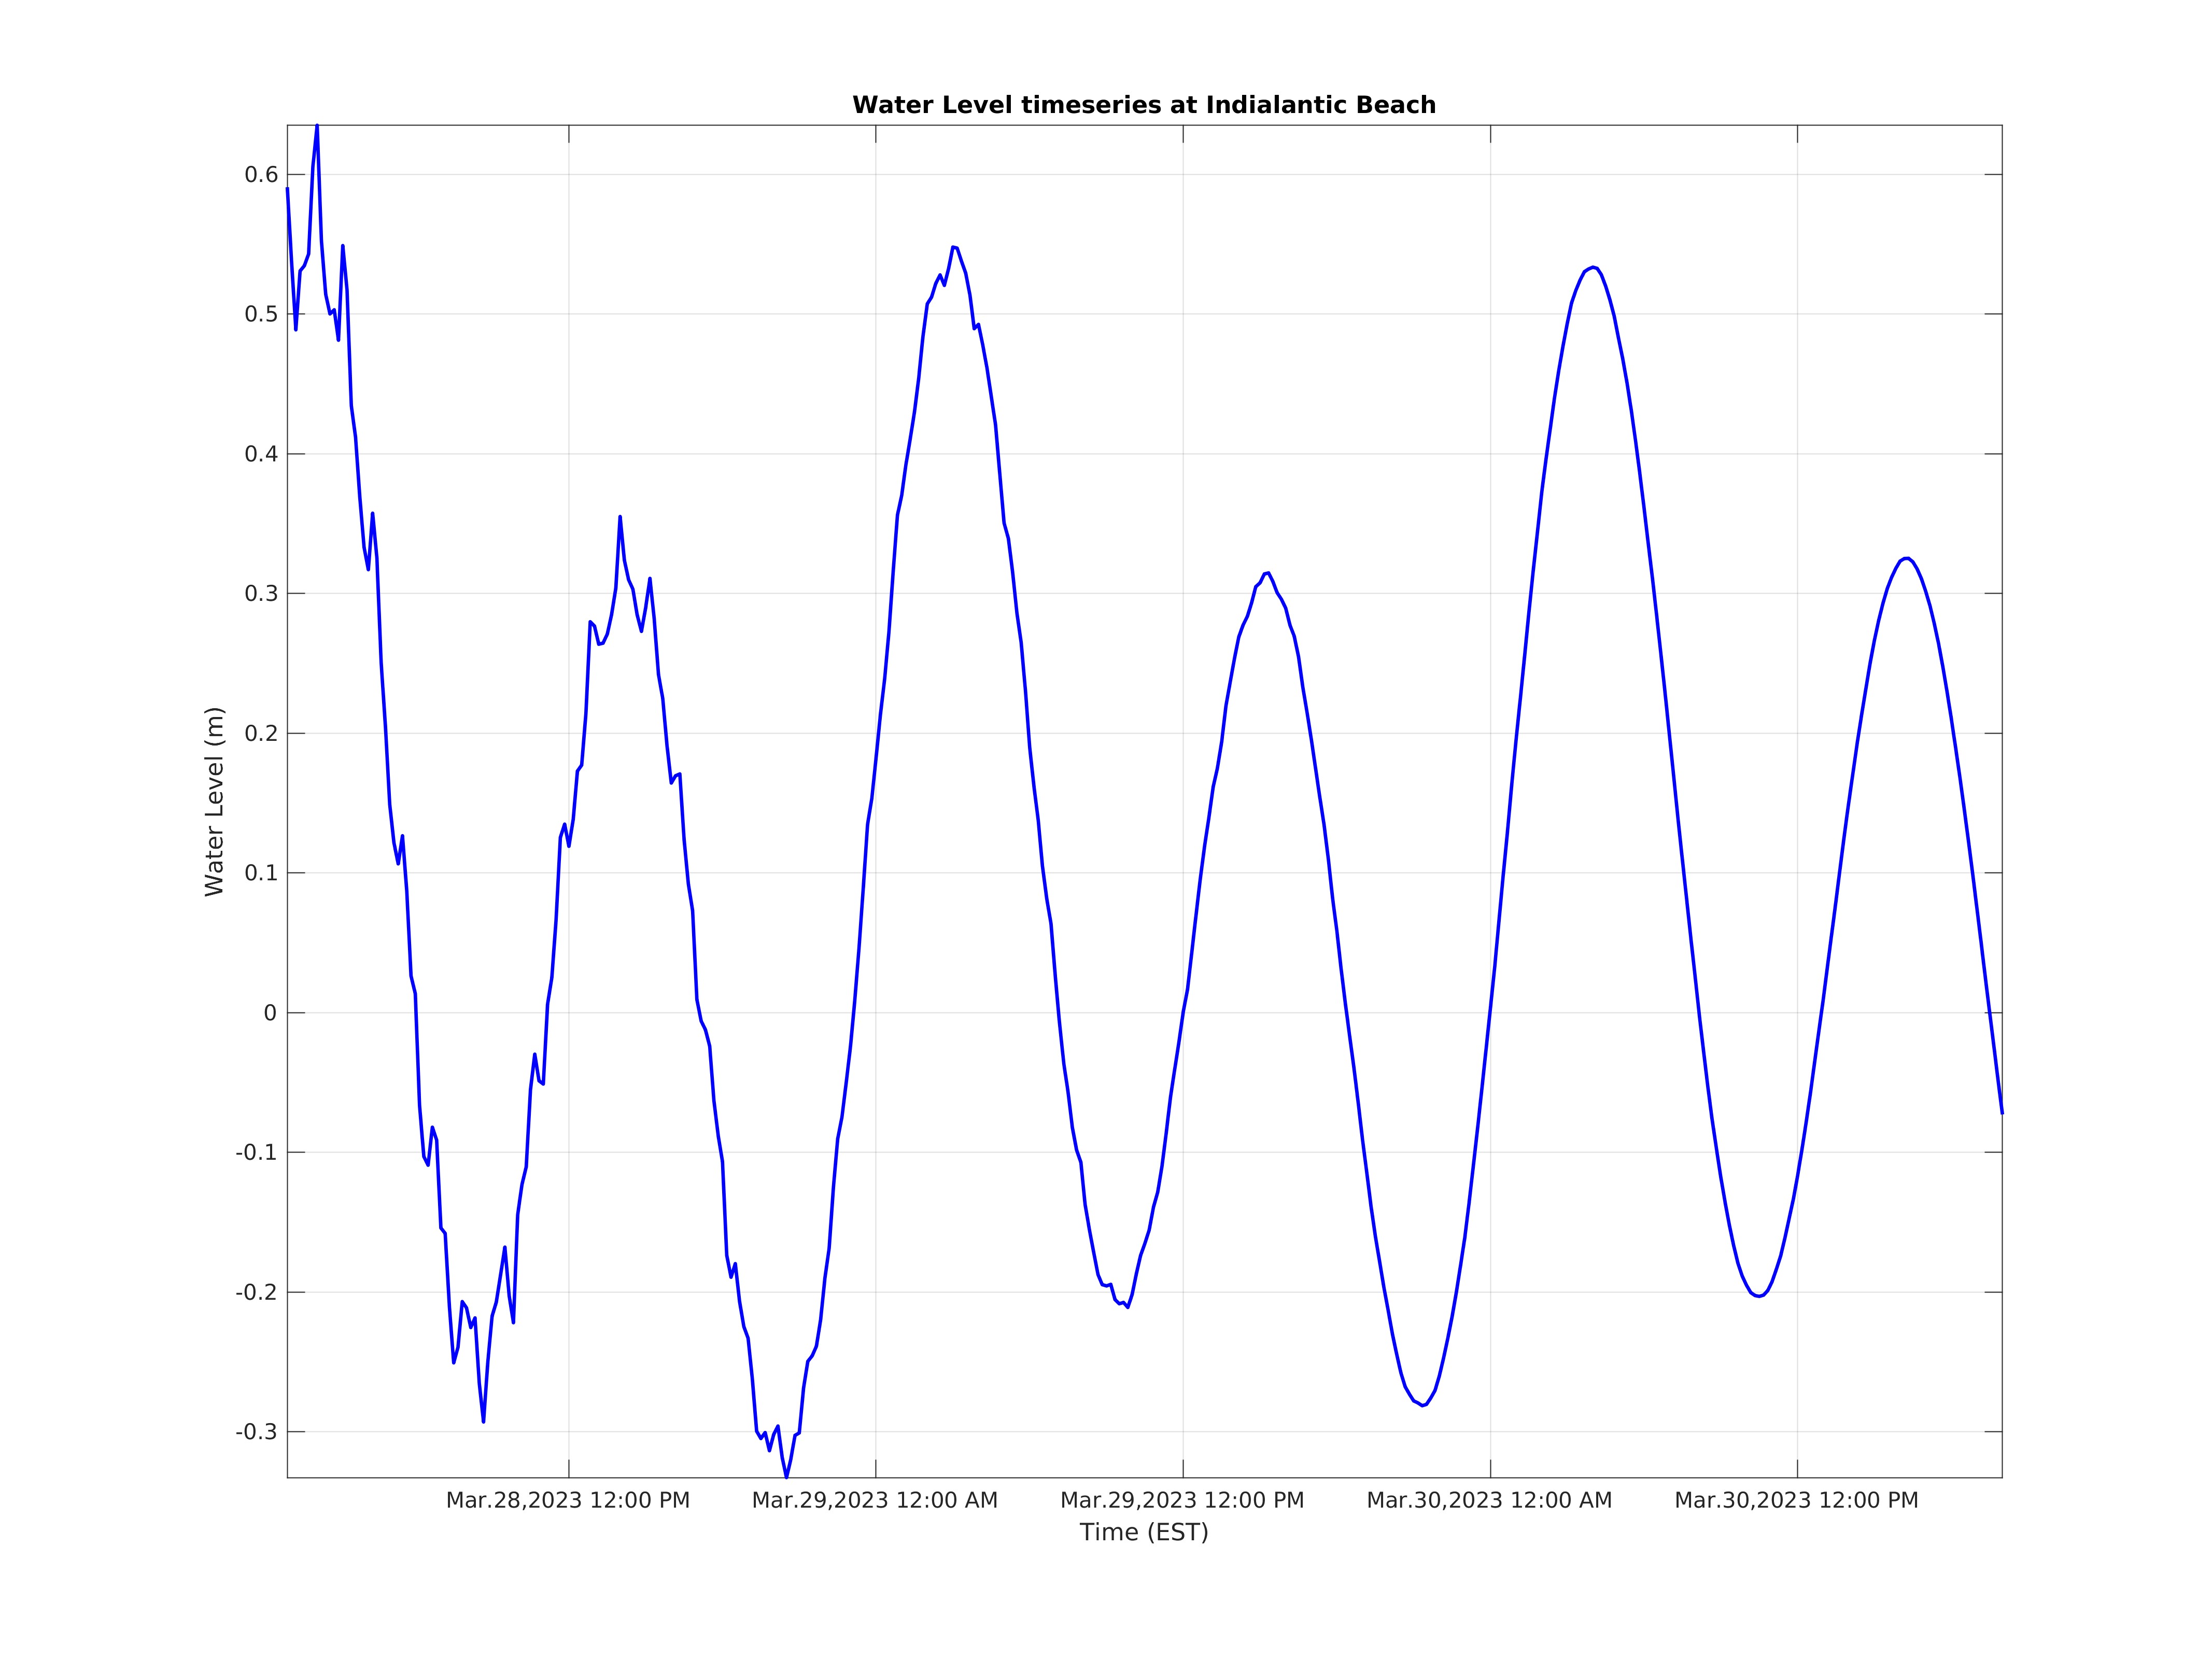 Water Level timeseries at Indialantic Beach
0.6
0.5
0.4
0.3
0.2
0.1
0
-0.1
-0.2
-0.3
Water Level (m)
Mar.28,2023 12:00 PM Mar.29,2023 12:00 AM Mar.29,2023 12:00 PM Mar.30,2023 12:00 AM Mar.30,2023 12:00 PM
Time (EST)